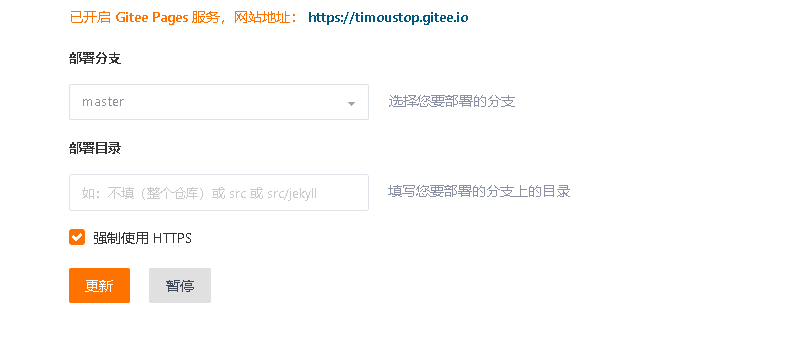 已开启 Gitee Pages 服务，网站地址： https://timoustop.gitee.io
部署分支
master 选择您要部署的分支
部署目录
如：不填（整个仓库）或 src 或 src/jekyll 填写您要部署的分支上的目录
强制使用 HTTPS
更新 暂停